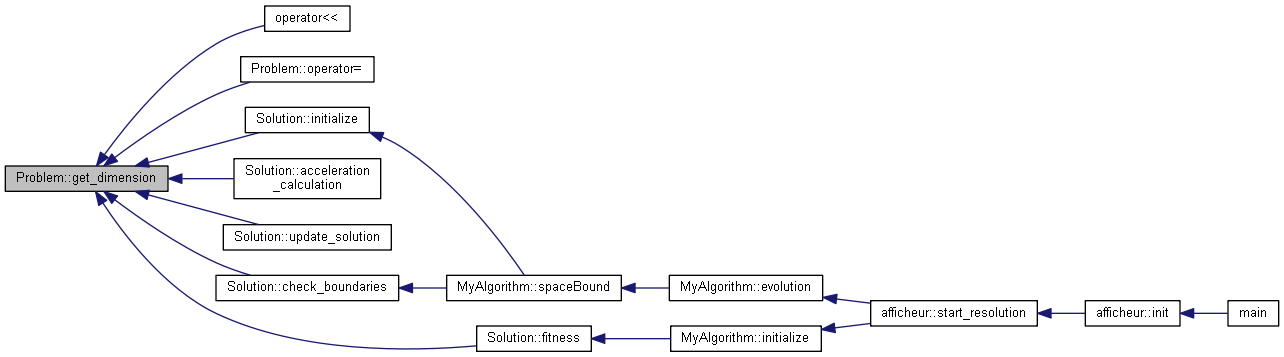 operator<<
Problem::operator=
Solution::initialize
Problem::get_dimension
Solution::acceleration
_calculation
Solution::update_solution
Solution::check_boundaries
MyAlgorithm::spaceBound
MyAlgorithm::evolution
afficheur::start_resolution
afficheur::init
main
Solution::fitness
MyAlgorithm::initialize